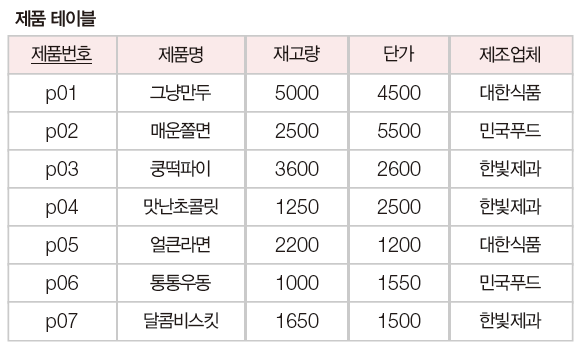 제품 테이블
제품번호 제품명 재고량 단가 제조업체
p01 그냥만두 5000 4500 대한식품
p02 매운쫄면 2500 5500 민국푸드
p03 쿵떡파이 3600 2600 한빛제과
p04 맛난초콜릿 1250 2500 한빛제과
p05 얼큰라면 2200 1200 대한식품
p06 통통우동 1000 1550 민국푸드
p07 달콤비스킷 1650 1500 한빛제과